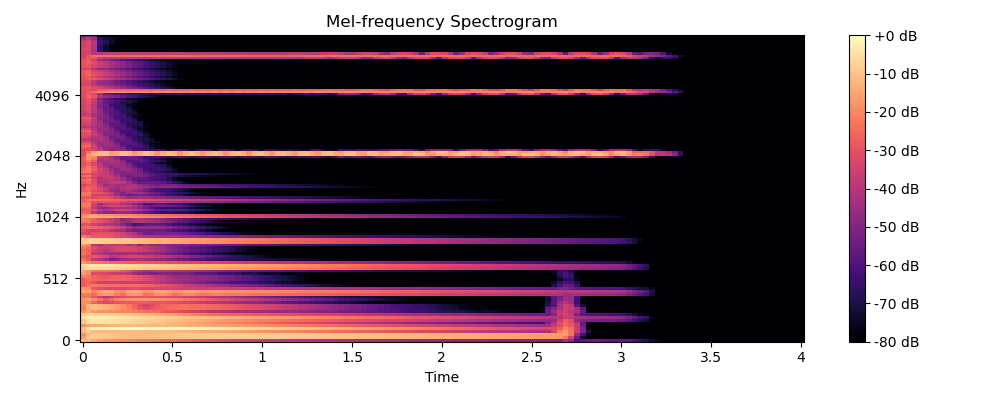 Mel-frequency Spectrogram
+0 dB
-10 dB
-20 dB
-30 dB
-40 dB
-50 dB
-60 dB
-70 dB
-80 dB
Hz
4096
2048
1024
512
0
0 0.5 1 1.5 2 2.5 3 3.5 4
Time